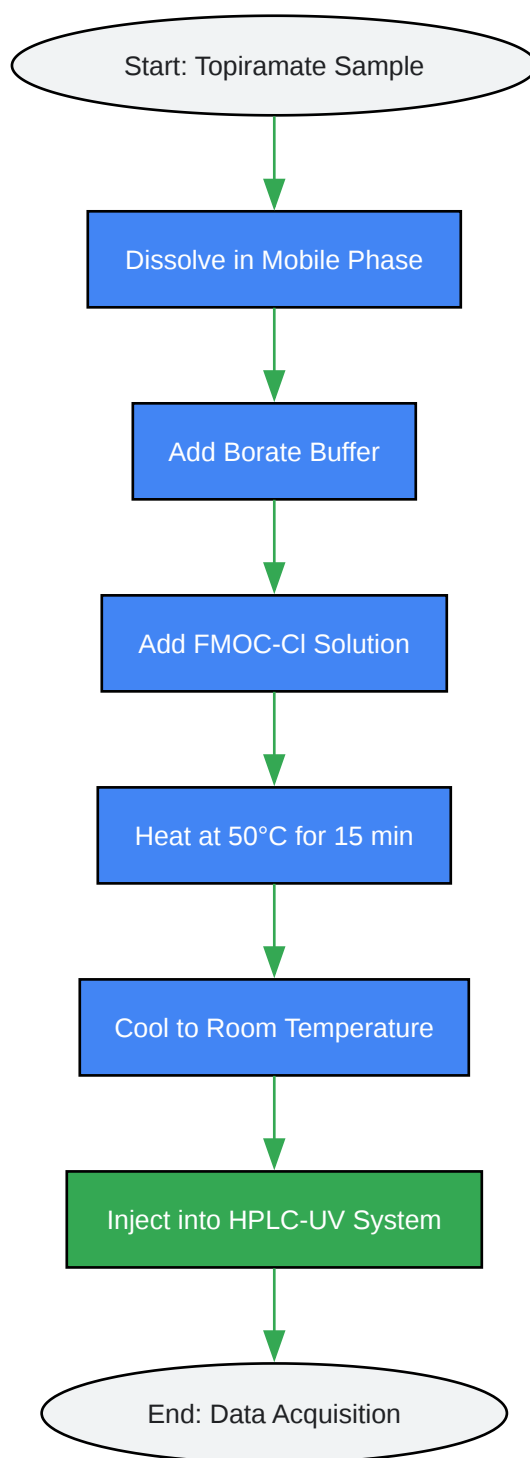 Start: Topiramate Sample
Dissolve in Mobile Phase
Add Borate Buffer
Add FMOC-Cl Solution
Heat at 50°C for 15 min
Cool to Room Temperature
Inject into HPLC-UV System
End: Data Acquisition